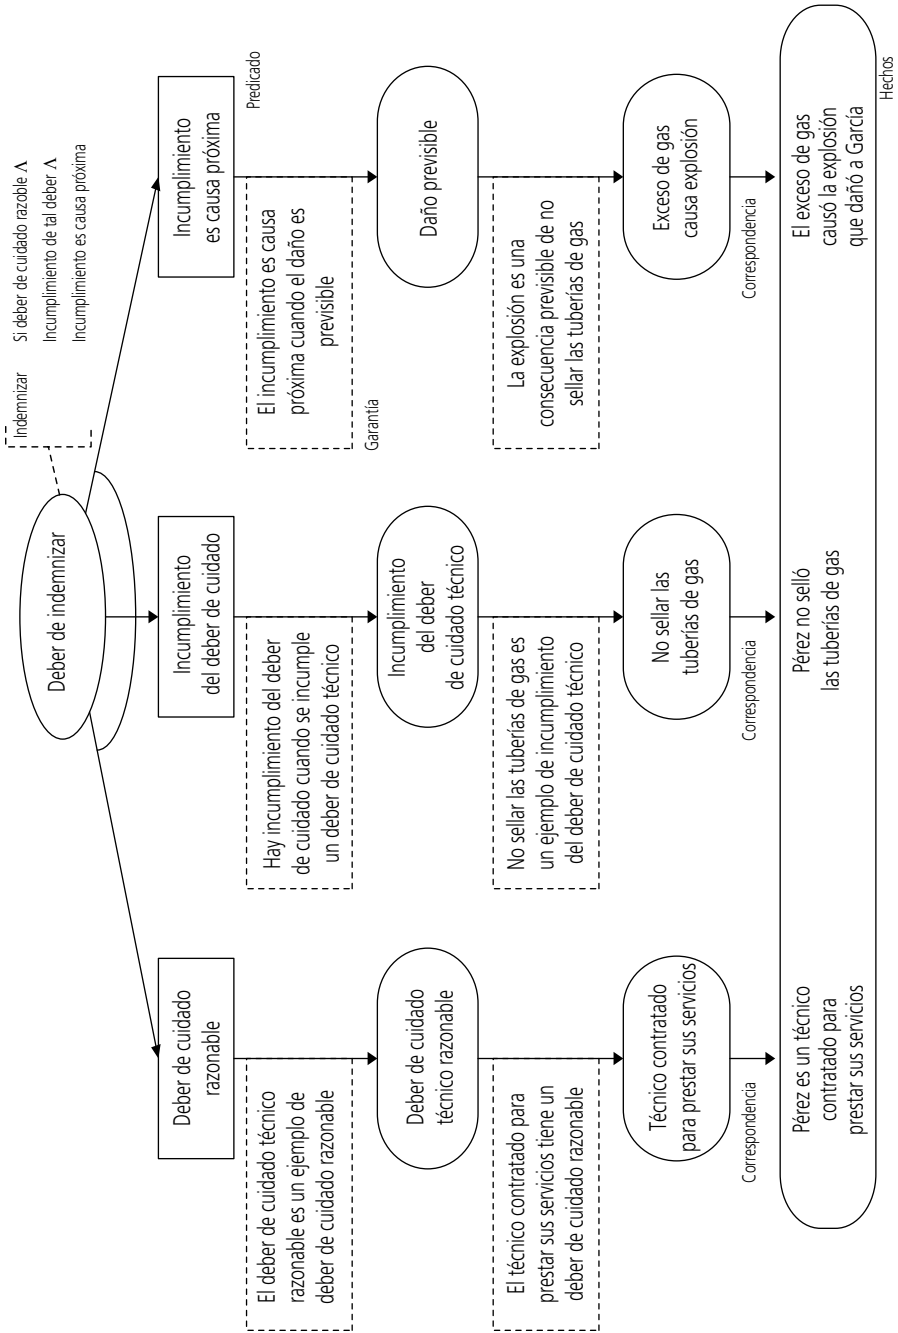 Deber de indemnizar
Indemnizar
Si deber de cuidado razoble Λ
Incumplimiento de tal deber Λ
Incumplimiento es causa próxima
Deber de cuidado
razonable
Incumplimiento
del deber de cuidado
Incumplimiento
es causa próxima
Predicado
El deber de cuidado técnico
razonable es un ejemplo de
deber de cuidado razonable
Hay incumplimiento del deber
de cuidado cuando se incumple
un deber de cuidado técnico
El incumplimiento es causa
próxima cuando el daño es
previsible
Garantía
Deber de cuidado
técnico razonable
Incumplimiento
del deber
de cuidado técnico
Daño previsible
El técnico contratado para
prestar sus servicios tiene un
deber de cuidado razonable
No sellar las tuberías de gas es
un ejemplo de incumplimiento
del deber de cuidado técnico
La explosión es una
consecuencia previsible de no
sellar las tuberías de gas
Técnico contratado
para prestar sus servicios
No sellar las
tuberías de gas
Exceso de gas
causa explosión
Correspondencia
Correspondencia
Correspondencia
Pérez es un técnico
contratado para
prestar sus servicios
Pérez no selló
las tuberías de gas
El exceso de gas
causó la explosión
que dañó a García
Hechos